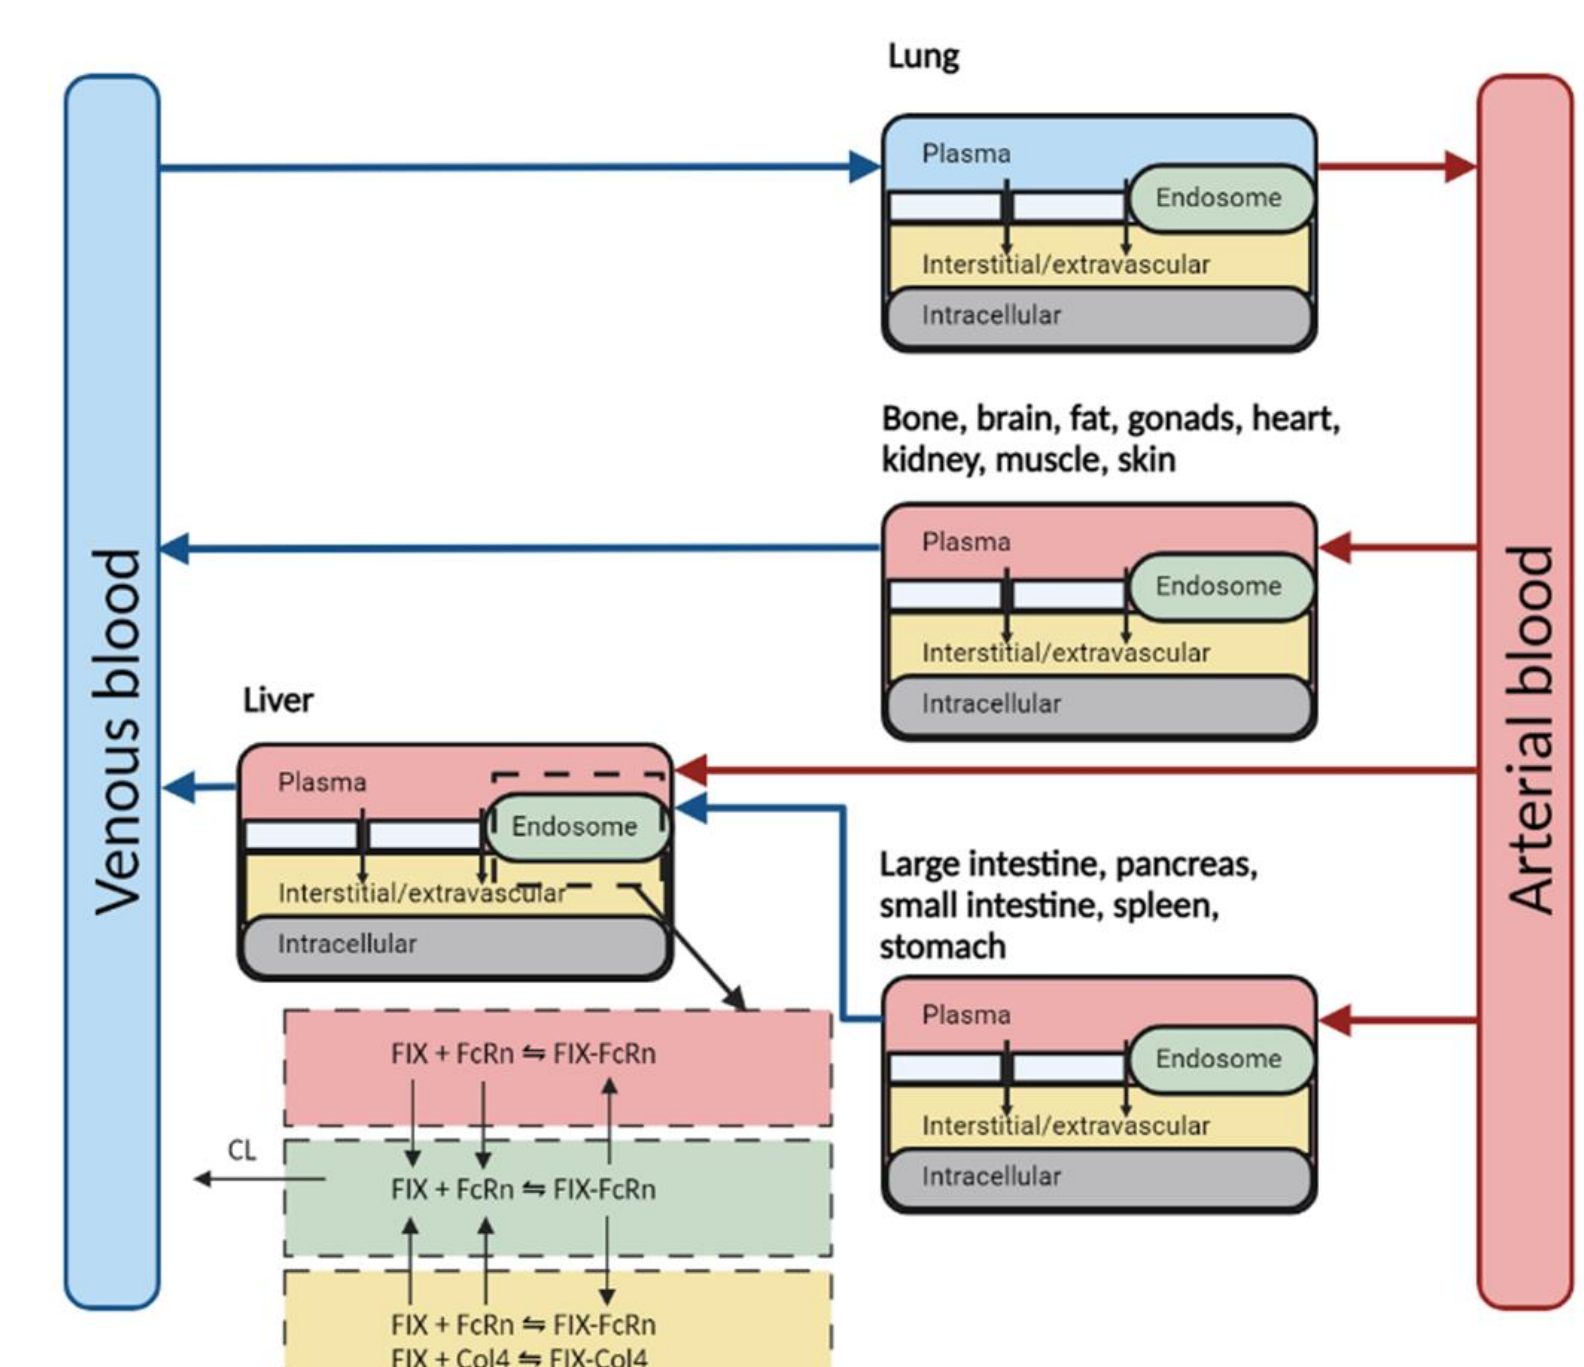 Lung
Plasma
Endosome
Interstitial/extravascular
Intracellular
Bone, brain, fat, gonads, heart,
kidney, muscle, skin
Plasma
Endosome
Interstitial/extravascular
Intracellular
Venous blood
Arterial blood
Liver
Plasma
Endosome
Interstitial/extravascular
Intracellular
Large intestine, pancreas,
small intestine, spleen,
stomach
Plasma
Endosome
Interstitial/extravascular
Intracellular
FIX + FcRn ⇋ FIX-FcRn
CL
FIX + FcRn ⇋ FIX-FcRn
FIX + FcRn ⇋ FIX-FcRn
FIX + Col4 ⇋ FIX-Col4